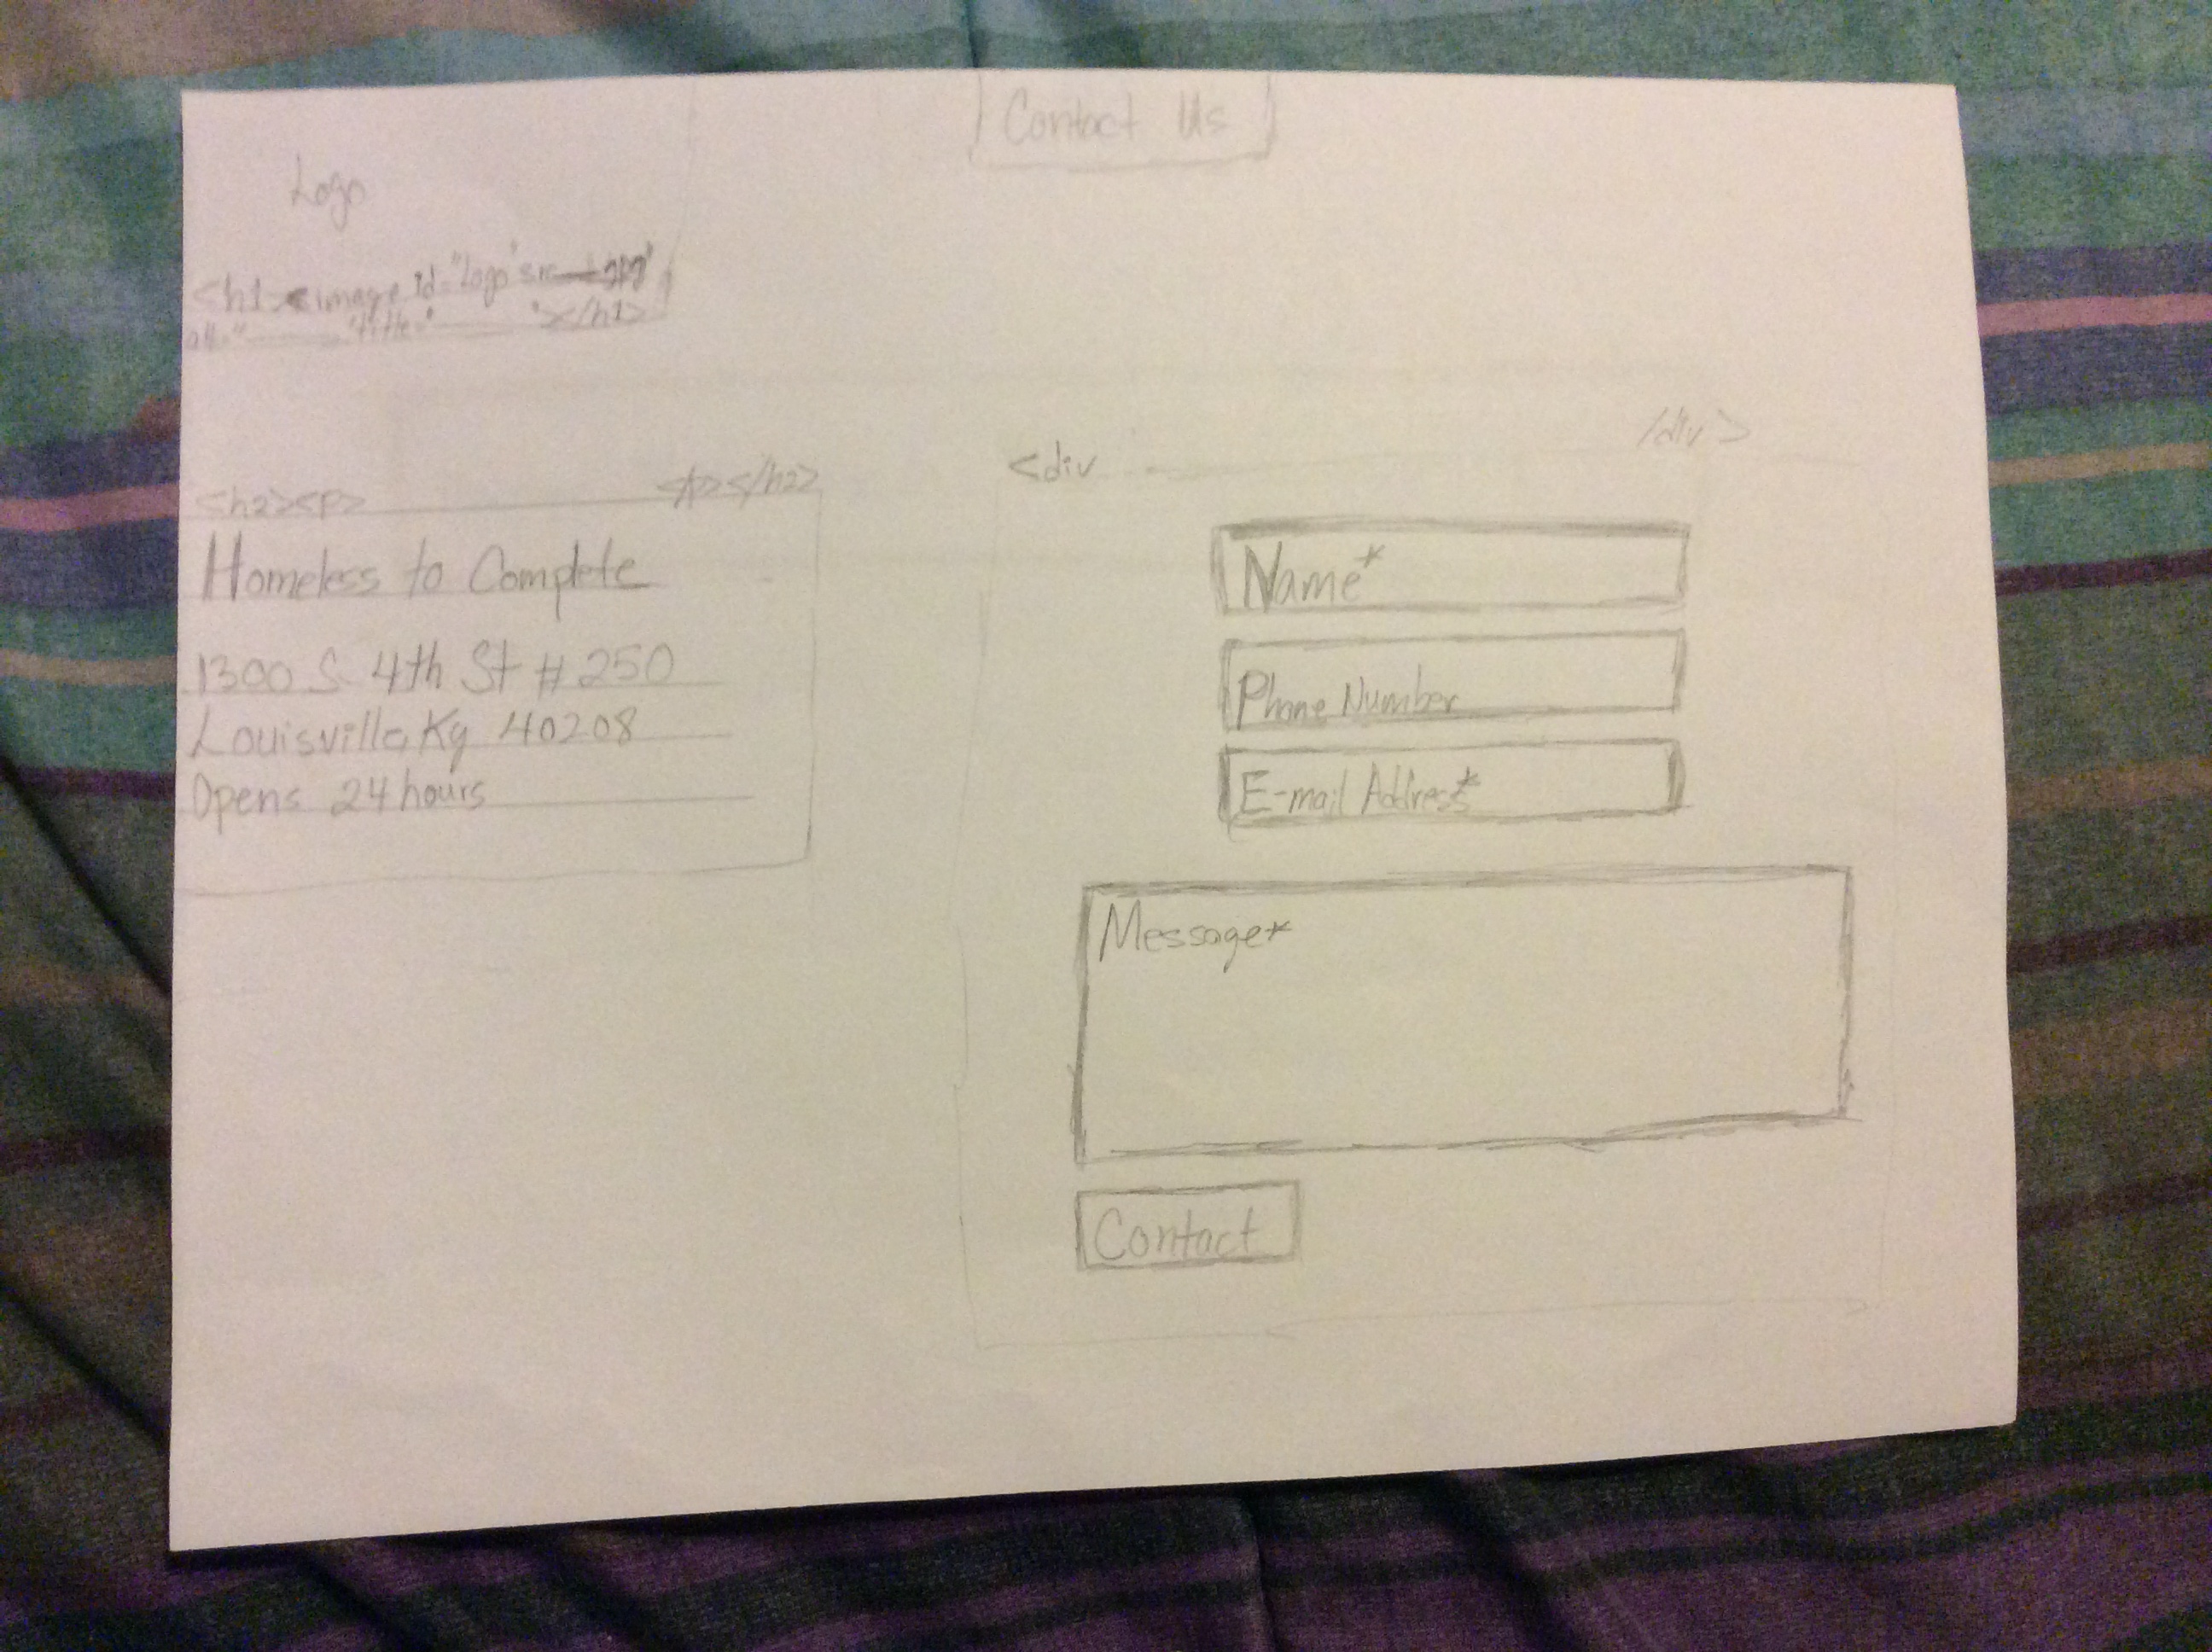 Contact Us
Logo
<h1><image id="logo" src= jpg"
alt=" " title=" "></h1>
<h2><p> </p></h2>
Homeless to Complete
1300 S 4th St # 250
Louisville, Ky 40208
Opens 24 hours
<div /div>
Name*
Phone Number
E-mail Address*
Message*
Contact